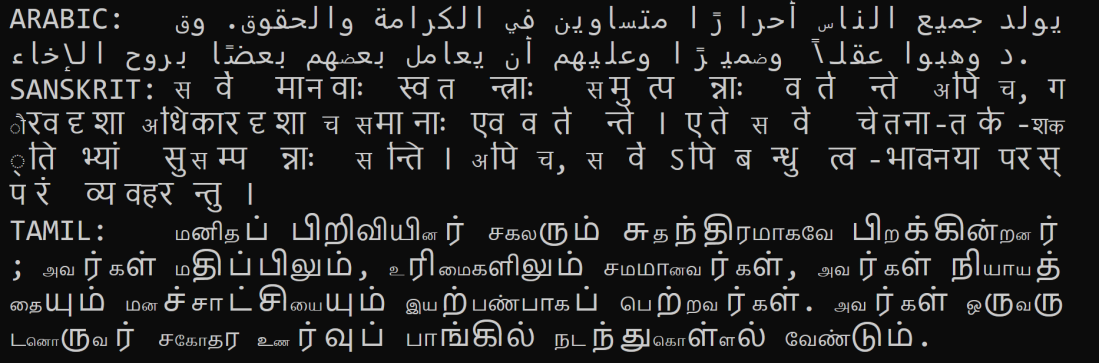 ARABIC: يولد جميع الناس أحرارًا متساوين في الكرامة والحقوق. وق
د وهبوا عقلاً وضميرًا وعليهم أن يعامل بعضهم بعضًا بروح الإخاء.
SANSKRIT: सर्वे मानवाः स्वतन्त्राः समुत्पन्नाः वर्तन्ते अपि च, ग
ौरवदृशा अधिकारदृशा च समानाः एव वर्तन्ते । एते सर्वे चेतना-तर्क-शक
्तिभ्यां सुसम्पन्नाः सन्ति । अपि च, सर्वेऽपि बन्धुत्व-भावनया परस्
परं व्यवहरन्तु ।
TAMIL: மனிதப் பிறிவியினர் சகலரும் சுதந்திரமாகவே பிறக்கின்றனர்
; அவர்கள் மதிப்பிலும், உரிமைகளிலும் சமமானவர்கள், அவர்கள் நியாயத்
தையும் மனச்சாட்சியையும் இயற்பண்பாகப் பெற்றவர்கள். அவர்கள் ஒருவரு
டனொருவர் சகோதர உணர்வுப் பாங்கில் நடந்துகொள்ளல் வேண்டும்.